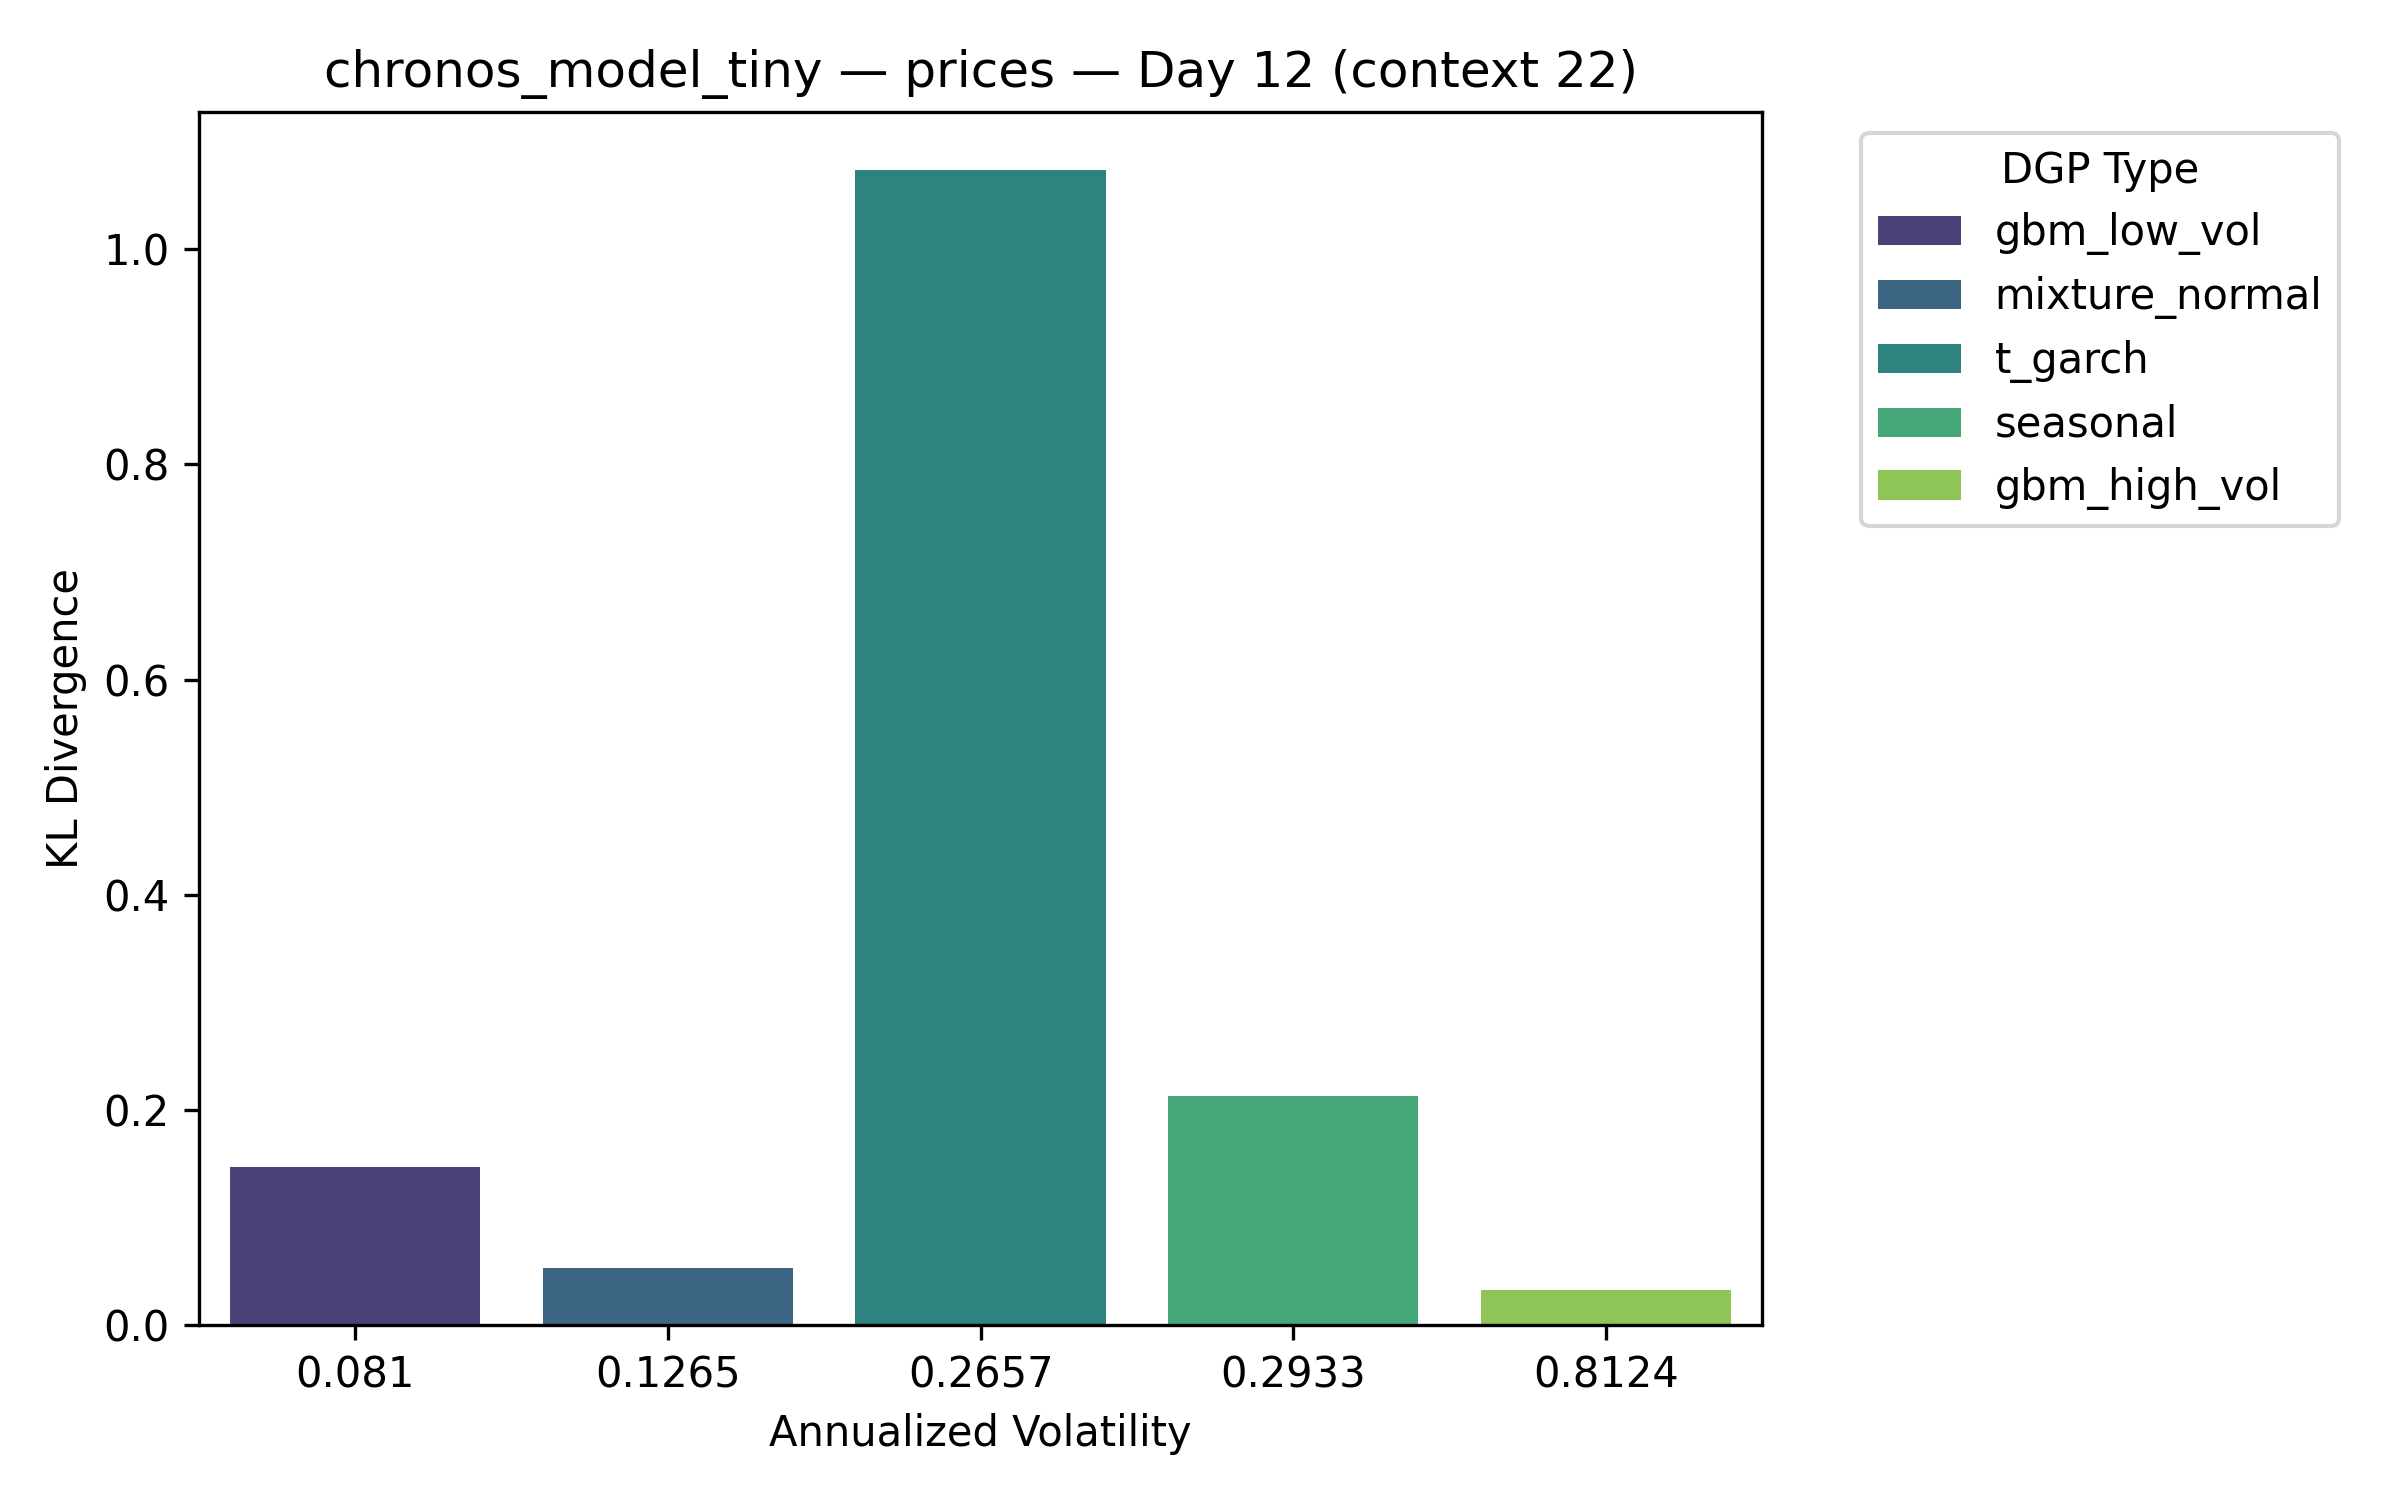 chronos_model_tiny — prices — Day 12 (context 22)
KL Divergence
1.0
0.8
0.6
0.4
0.2
0.0
0.081 0.1265 0.2657 0.2933 0.8124
Annualized Volatility
DGP Type
gbm_low_vol
mixture_normal
t_garch
seasonal
gbm_high_vol